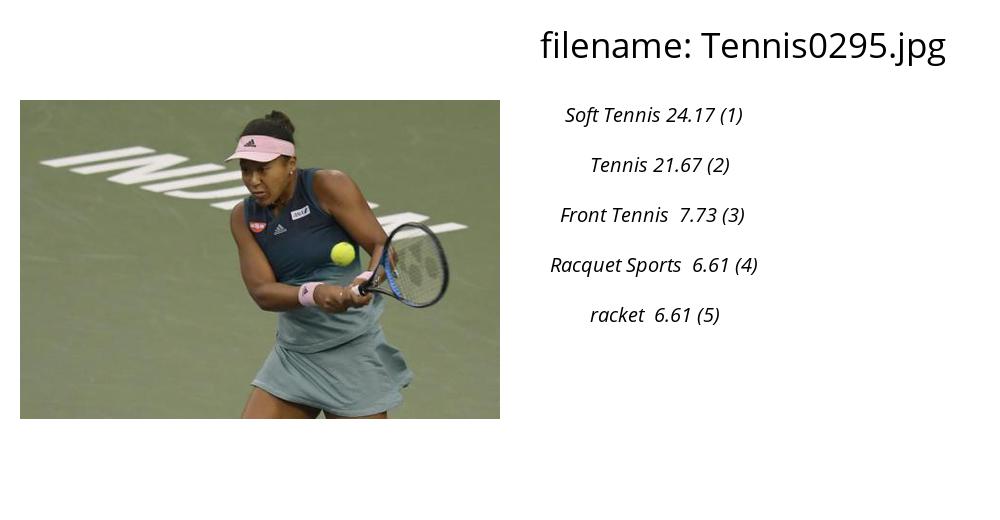 filename: Tennis0295.jpg
Soft Tennis 24.17 (1)
Tennis 21.67 (2)
Front Tennis 7.73 (3)
Racquet Sports 6.61 (4)
racket 6.61 (5)
INDI